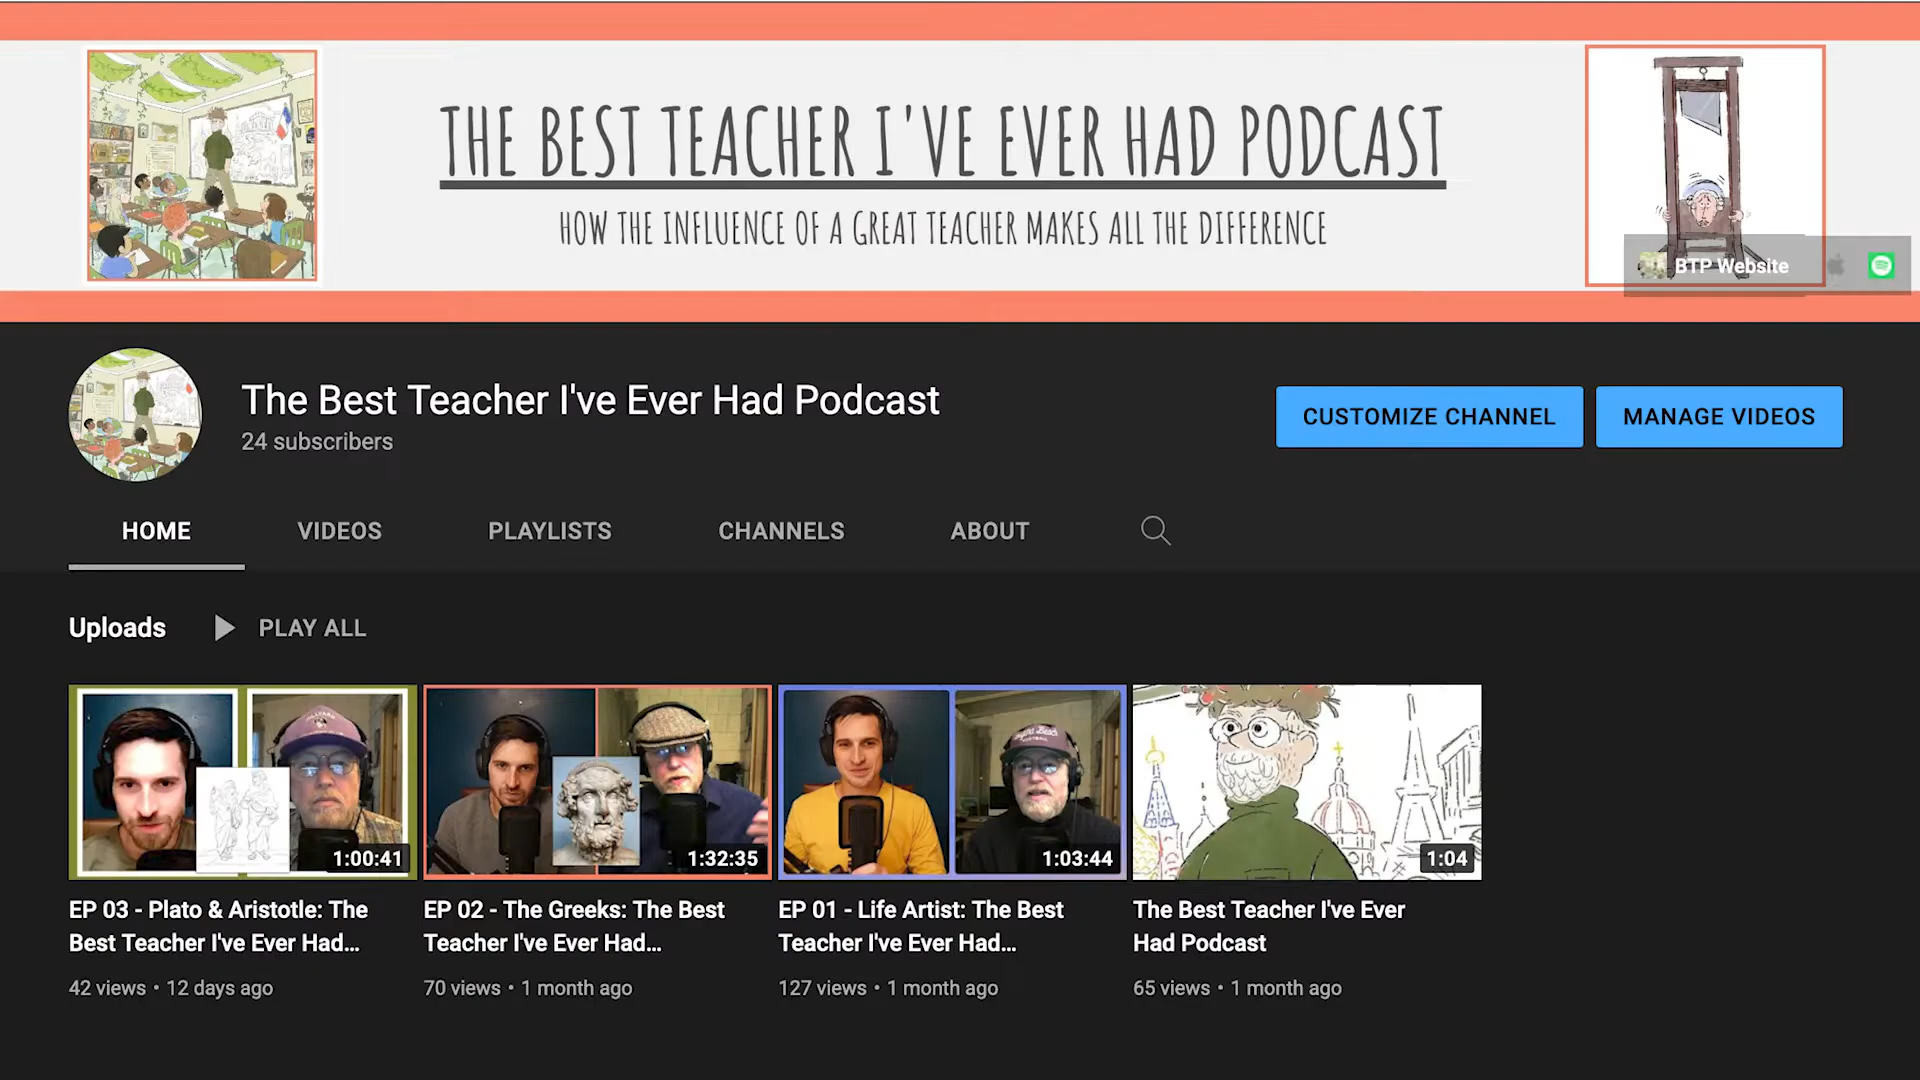 THE BEST TEACHER I'VE EVER HAD PODCAST
HOW THE INFLUENCE OF A GREAT TEACHER MAKES ALL THE DIFFERENCE
BTP Website
The Best Teacher I've Ever Had Podcast
24 subscribers
CUSTOMIZE CHANNEL
MANAGE VIDEOS
HOME
VIDEOS
PLAYLISTS
CHANNELS
ABOUT
Uploads
PLAY ALL
1:00:41
1:32:35
1:03:44
1:04
EP 03 - Plato & Aristotle: The
Best Teacher I've Ever Had...
42 views • 12 days ago
EP 02 - The Greeks: The Best
Teacher I've Ever Had...
70 views • 1 month ago
EP 01 - Life Artist: The Best
Teacher I've Ever Had...
127 views • 1 month ago
The Best Teacher I've Ever
Had Podcast
65 views • 1 month ago